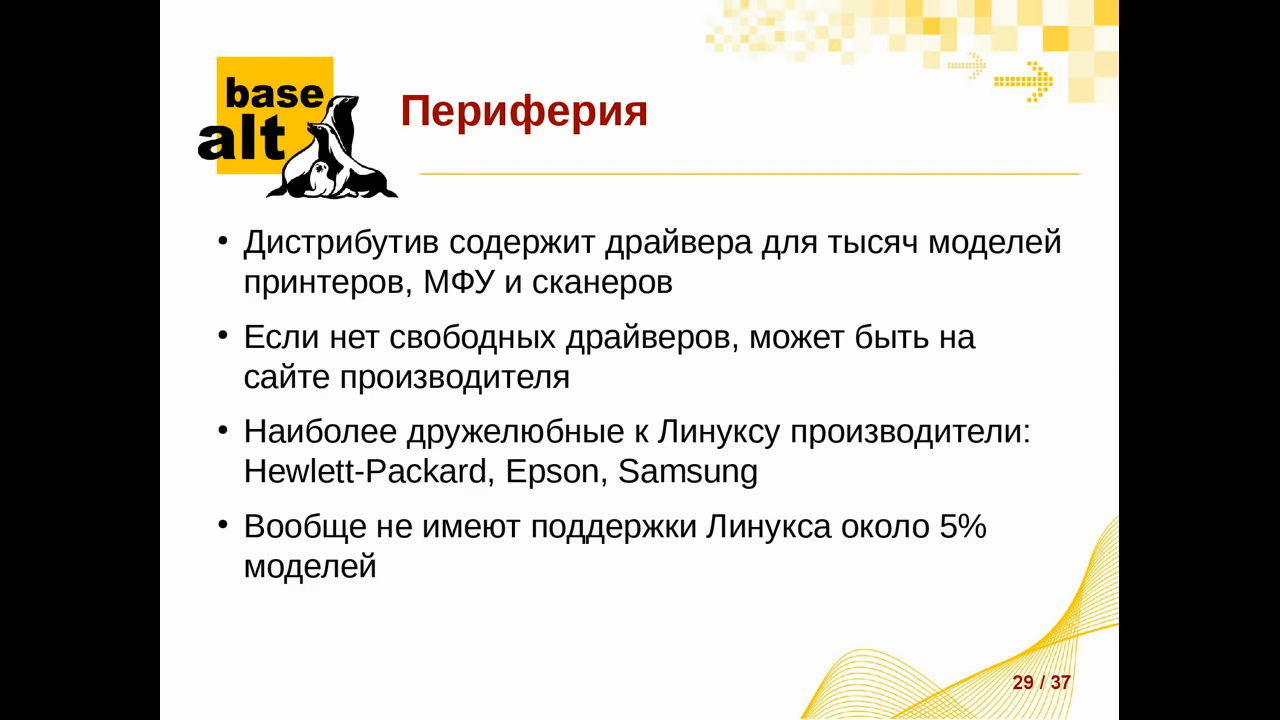 base
alt
Периферия
• Дистрибутив содержит драйвера для тысяч моделей
принтеров, МФУ и сканеров
• Если нет свободных драйверов, может быть на
сайте производителя
• Наиболее дружелюбные к Линуксу производители:
Hewlett-Packard, Epson, Samsung
• Вообще не имеют поддержки Линукса около 5%
моделей
29 / 37